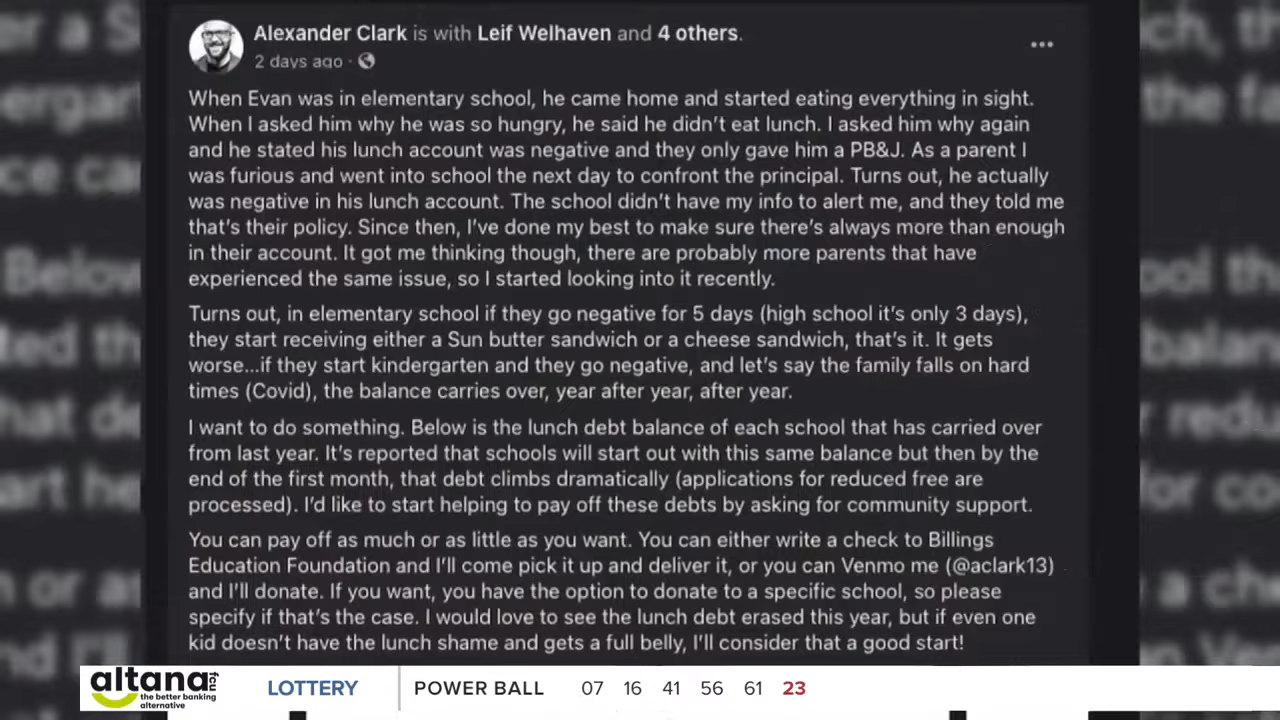 Alexander Clark is with Leif Welhaven and 4 others.
2 days ago ·
When Evan was in elementary school, he came home and started eating everything in sight.
When I asked him why he was so hungry, he said he didn't eat lunch. I asked him why again
and he stated his lunch account was negative and they only gave him a PB&J. As a parent I
was furious and went into school the next day to confront the principal. Turns out, he actually
was negative in his lunch account. The school didn't have my info to alert me, and they told me
that's their policy. Since then, I've done my best to make sure there's always more than enough
in their account. It got me thinking though, there are probably more parents that have
experienced the same issue, so I started looking into it recently.
Turns out, in elementary school if they go negative for 5 days (high school it's only 3 days),
they start receiving either a Sun butter sandwich or a cheese sandwich, that's it. It gets
worse...if they start kindergarten and they go negative, and let's say the family falls on hard
times (Covid), the balance carries over, year after year, after year.
I want to do something. Below is the lunch debt balance of each school that has carried over
from last year. It's reported that schools will start out with this same balance but then by the
end of the first month, that debt climbs dramatically (applications for reduced free are
processed). I'd like to start helping to pay off these debts by asking for community support.
You can pay off as much or as little as you want. You can either write a check to Billings
Education Foundation and I'll come pick it up and deliver it, or you can Venmo me (@aclark13)
and I'll donate. If you want, you have the option to donate to a specific school, so please
specify if that's the case. I would love to see the lunch debt erased this year, but if even one
kid doesn't have the lunch shame and gets a full belly, I'll consider that a good start!
altana fcu
the better banking
alternative
LOTTERY
POWER BALL 07 16 41 56 61 23